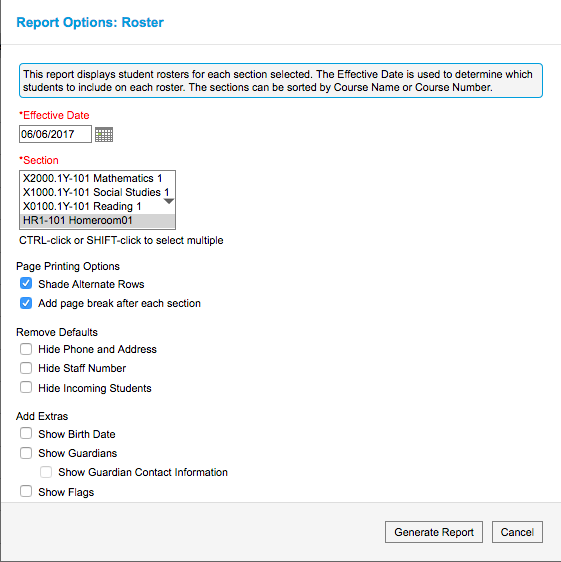 Report Options: Roster
This report displays student rosters for each section selected. The Effective Date is used to determine which
students to include on each roster. The sections can be sorted by Course Name or Course Number.
*Effective Date
06/06/2017
*Section
X2000.1Y-101 Mathematics 1
X1000.1Y-101 Social Studies 1
X0100.1Y-101 Reading 1
HR1-101 Homeroom01
CTRL-click or SHIFT-click to select multiple
Page Printing Options
Shade Alternate Rows
Add page break after each section
Remove Defaults
Hide Phone and Address
Hide Staff Number
Hide Incoming Students
Add Extras
Show Birth Date
Show Guardians
Show Guardian Contact Information
Show Flags
Generate Report Cancel